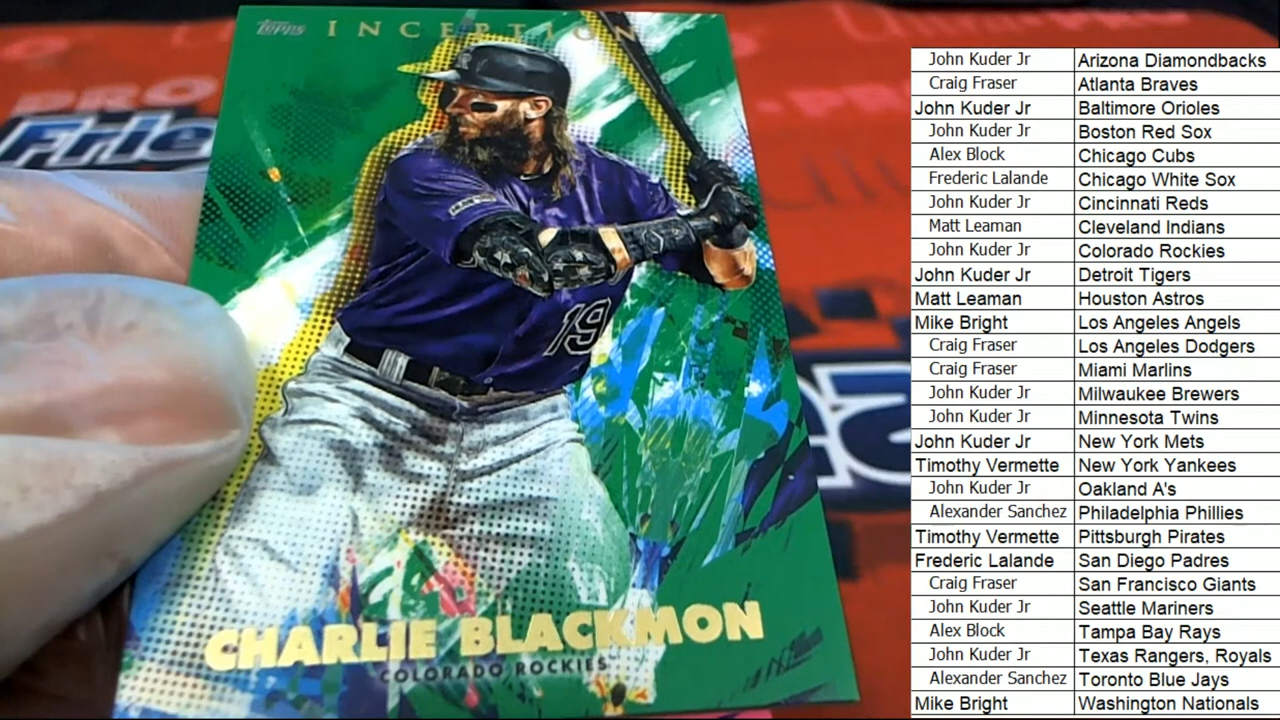 Topps INCEPTION
PRO
Frie
19
CHARLIE BLACKMON
COLORADO ROCKIES
John Kuder Jr Arizona Diamondbacks
Craig Fraser Atlanta Braves
John Kuder Jr Baltimore Orioles
John Kuder Jr Boston Red Sox
Alex Block Chicago Cubs
Frederic Lalande Chicago White Sox
John Kuder Jr Cincinnati Reds
Matt Leaman Cleveland Indians
John Kuder Jr Colorado Rockies
John Kuder Jr Detroit Tigers
Matt Leaman Houston Astros
Mike Bright Los Angeles Angels
Craig Fraser Los Angeles Dodgers
Craig Fraser Miami Marlins
John Kuder Jr Milwaukee Brewers
John Kuder Jr Minnesota Twins
John Kuder Jr New York Mets
Timothy Vermette New York Yankees
John Kuder Jr Oakland A's
Alexander Sanchez Philadelphia Phillies
Timothy Vermette Pittsburgh Pirates
Frederic Lalande San Diego Padres
Craig Fraser San Francisco Giants
John Kuder Jr Seattle Mariners
Alex Block Tampa Bay Rays
John Kuder Jr Texas Rangers, Royals
Alexander Sanchez Toronto Blue Jays
Mike Bright Washington Nationals